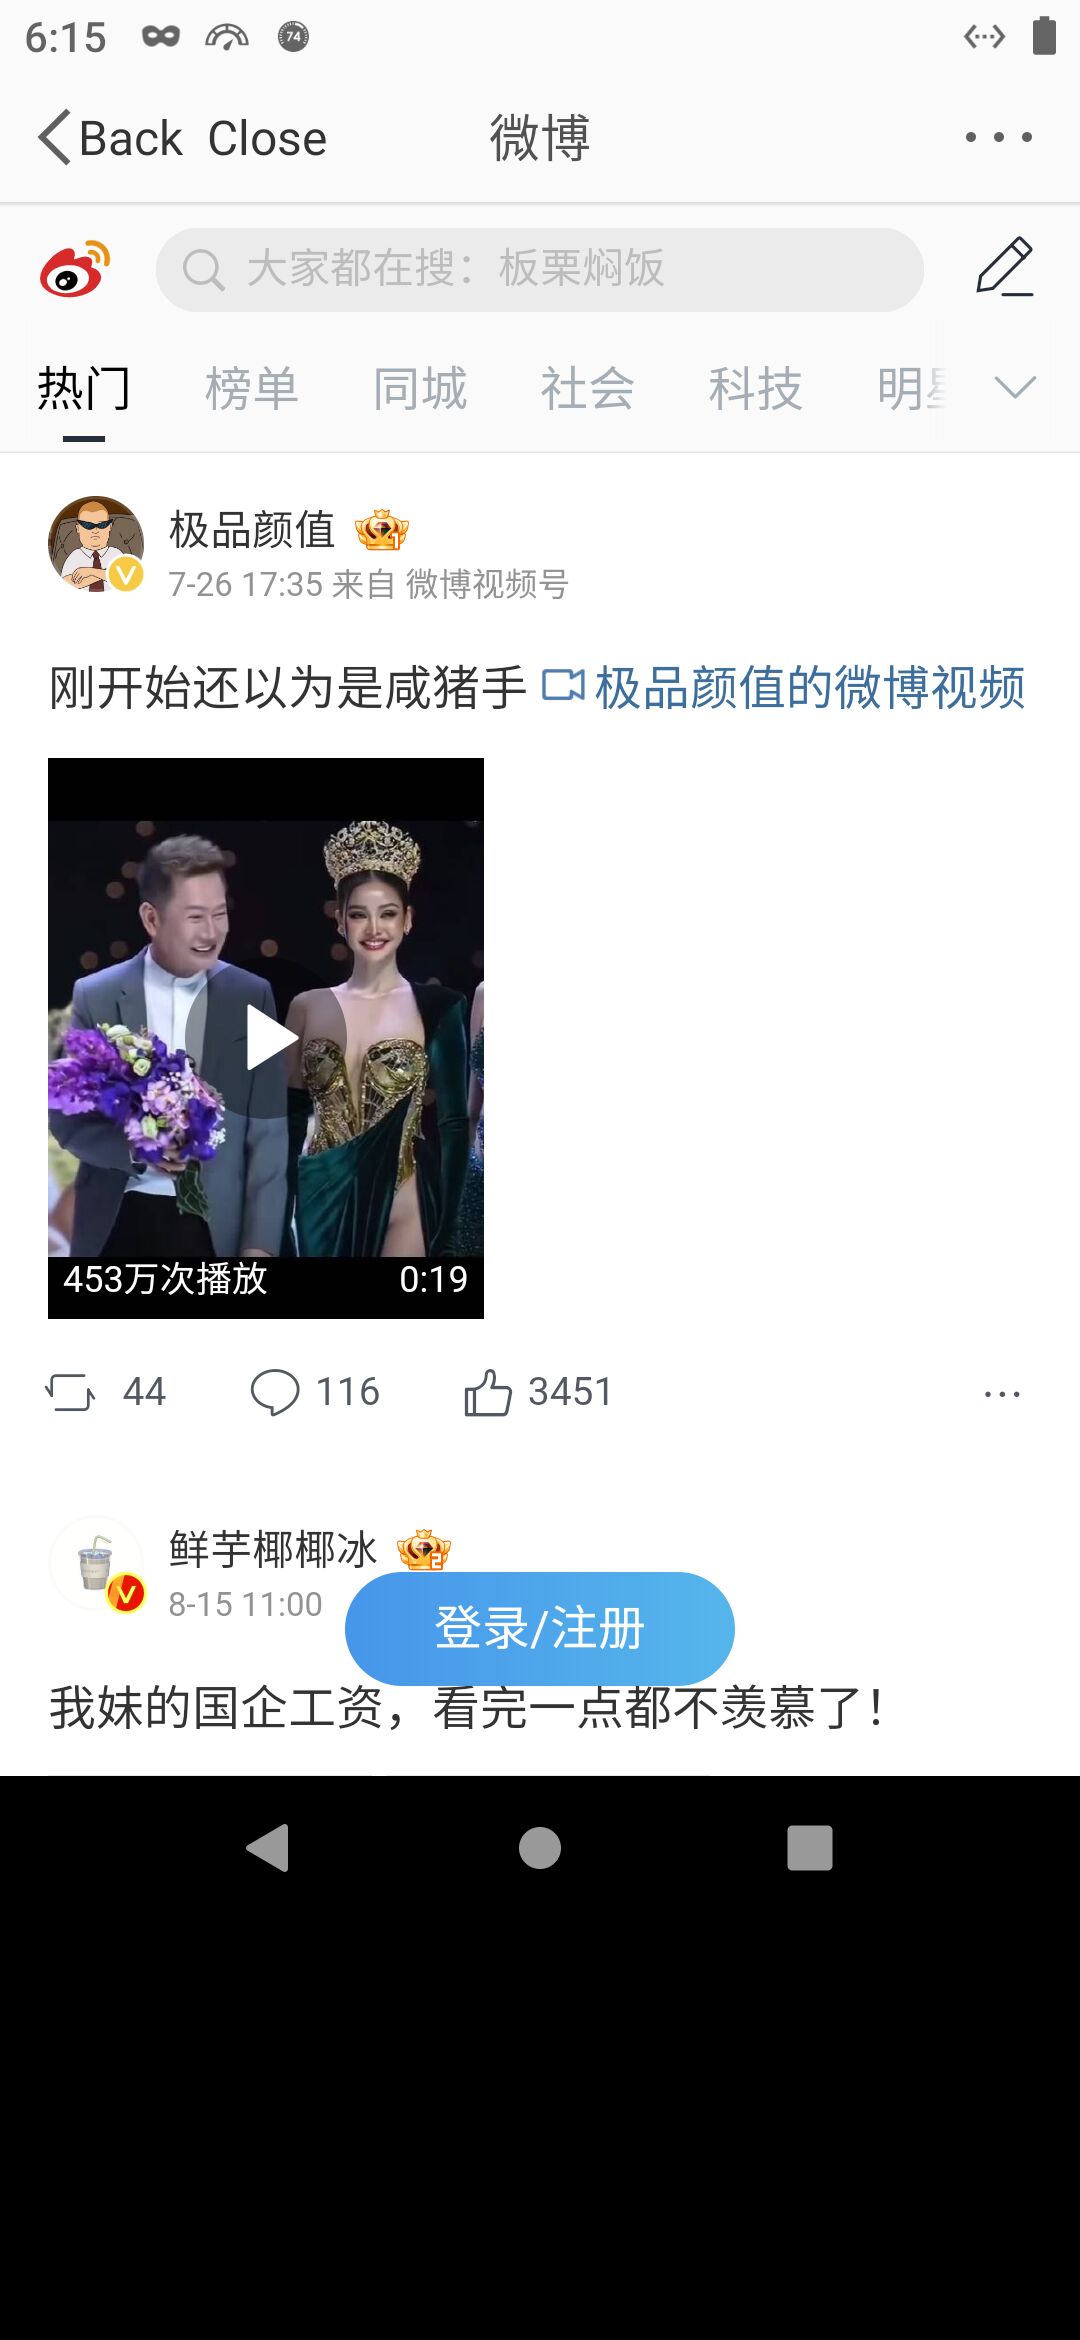 6:15
74
Back Close 微博
大家都在搜：板栗焖饭
热门 榜单 同城 社会 科技
极品颜值
1
7-26 17:35 来自 微博视频号
刚开始还以为是咸猪手 极品颜值的微博视频
453万次播放 0:19
44 116 3451
鲜芋椰椰冰
2
8-15 11:00
登录/注册
我妹的国企工资，看完一点都不羡慕了！